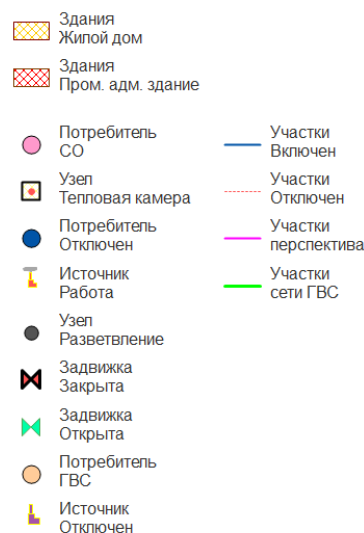 Здания
Жилой дом
Здания
Пром. адм. здание
Потребитель
СО
Узел
Тепловая камера
Потребитель
Отключен
Источник
Работа
Узел
Разветвление
Задвижка
Закрыта
Задвижка
Открыта
Потребитель
ГВС
Источник
Отключен
Участки
Включен
Участки
Отключен
Участки
перспектива
Участки
сети ГВС